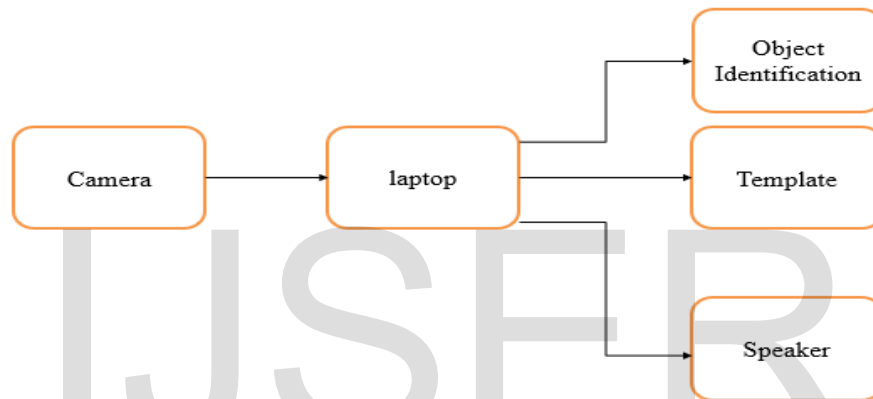 Object
Identification
Camera
laptop
Template
Speaker
IJSER